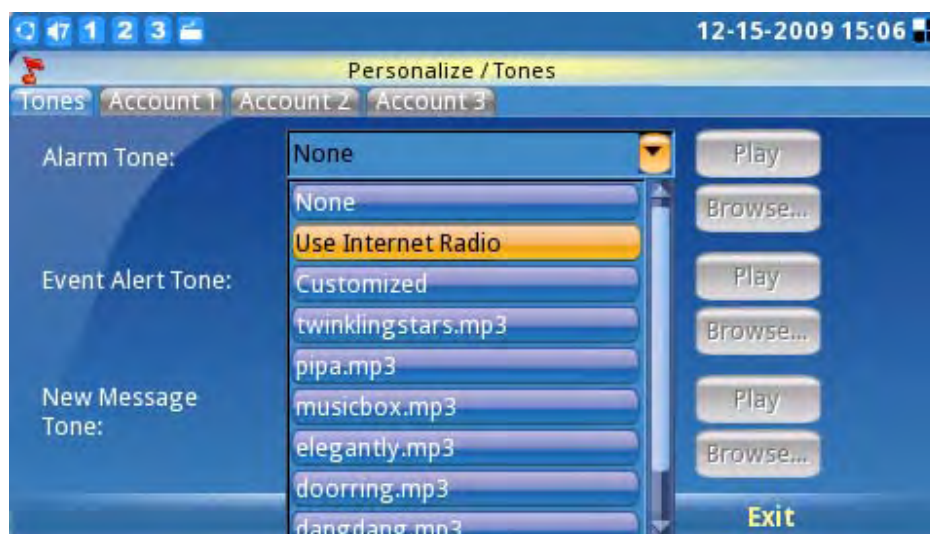 1 2 3 12-15-2009 15:06
Personalize / Tones
Tones Account 1 Account 2 Account 3
Alarm Tone: None Play
None Browse...
Use Internet Radio
Event Alert Tone: Customized Play
twinklingstars.mp3 Browse...
pipa.mp3
New Message Tone: musicbox.mp3 Play
elegantly.mp3 Browse...
doorring.mp3
dangdang.mp3
Exit